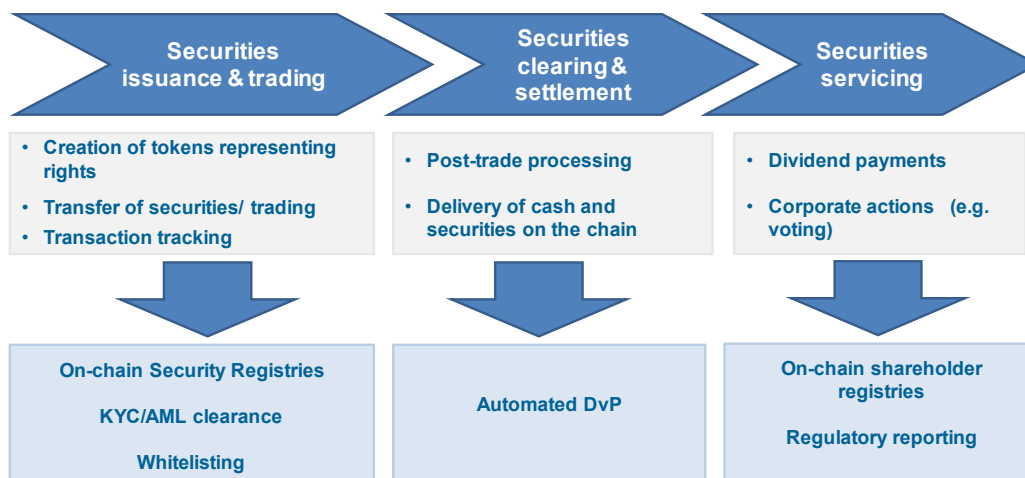 Securities
issuance & trading
Securities
clearing &
settlement
Securities
servicing
• Creation of tokens representing
rights
• Transfer of securities/ trading
• Transaction tracking
• Post-trade processing
• Delivery of cash and
securities on the chain
• Dividend payments
• Corporate actions (e.g.
voting)
On-chain Security Registries
KYC/AML clearance
Whitelisting
Automated DvP
On-chain shareholder
registries
Regulatory reporting